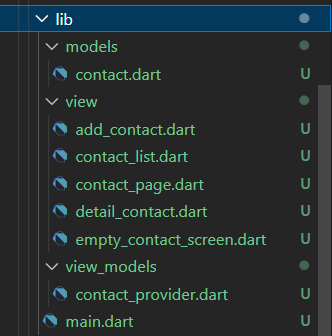 lib
models
contact.dart U
view
add_contact.dart U
contact_list.dart U
contact_page.dart U
detail_contact.dart U
empty_contact_screen.dart U
view_models
contact_provider.dart U
main.dart U